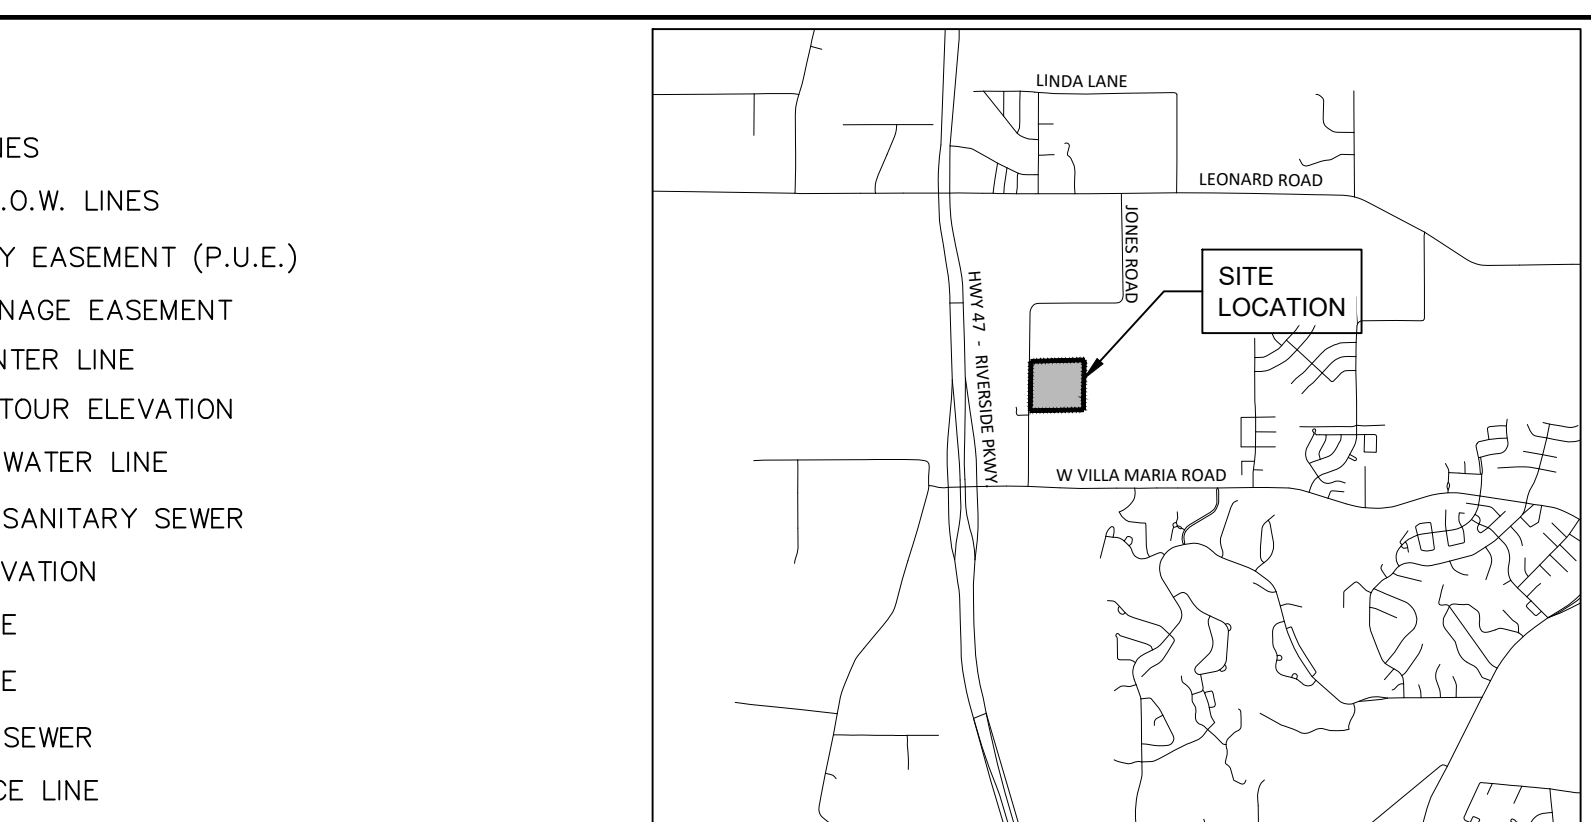 IES
.O.W. LINES
Y EASEMENT (P.U.E.)
NAGE EASEMENT
NTER LINE
TOUR ELEVATION
WATER LINE
SANITARY SEWER
VATION
E
E
SEWER
CE LINE
LINDA LANE
LEONARD ROAD
JONES ROAD
SITE
LOCATION
HWY 47 - RIVERSIDE PKWY.
W VILLA MARIA ROAD